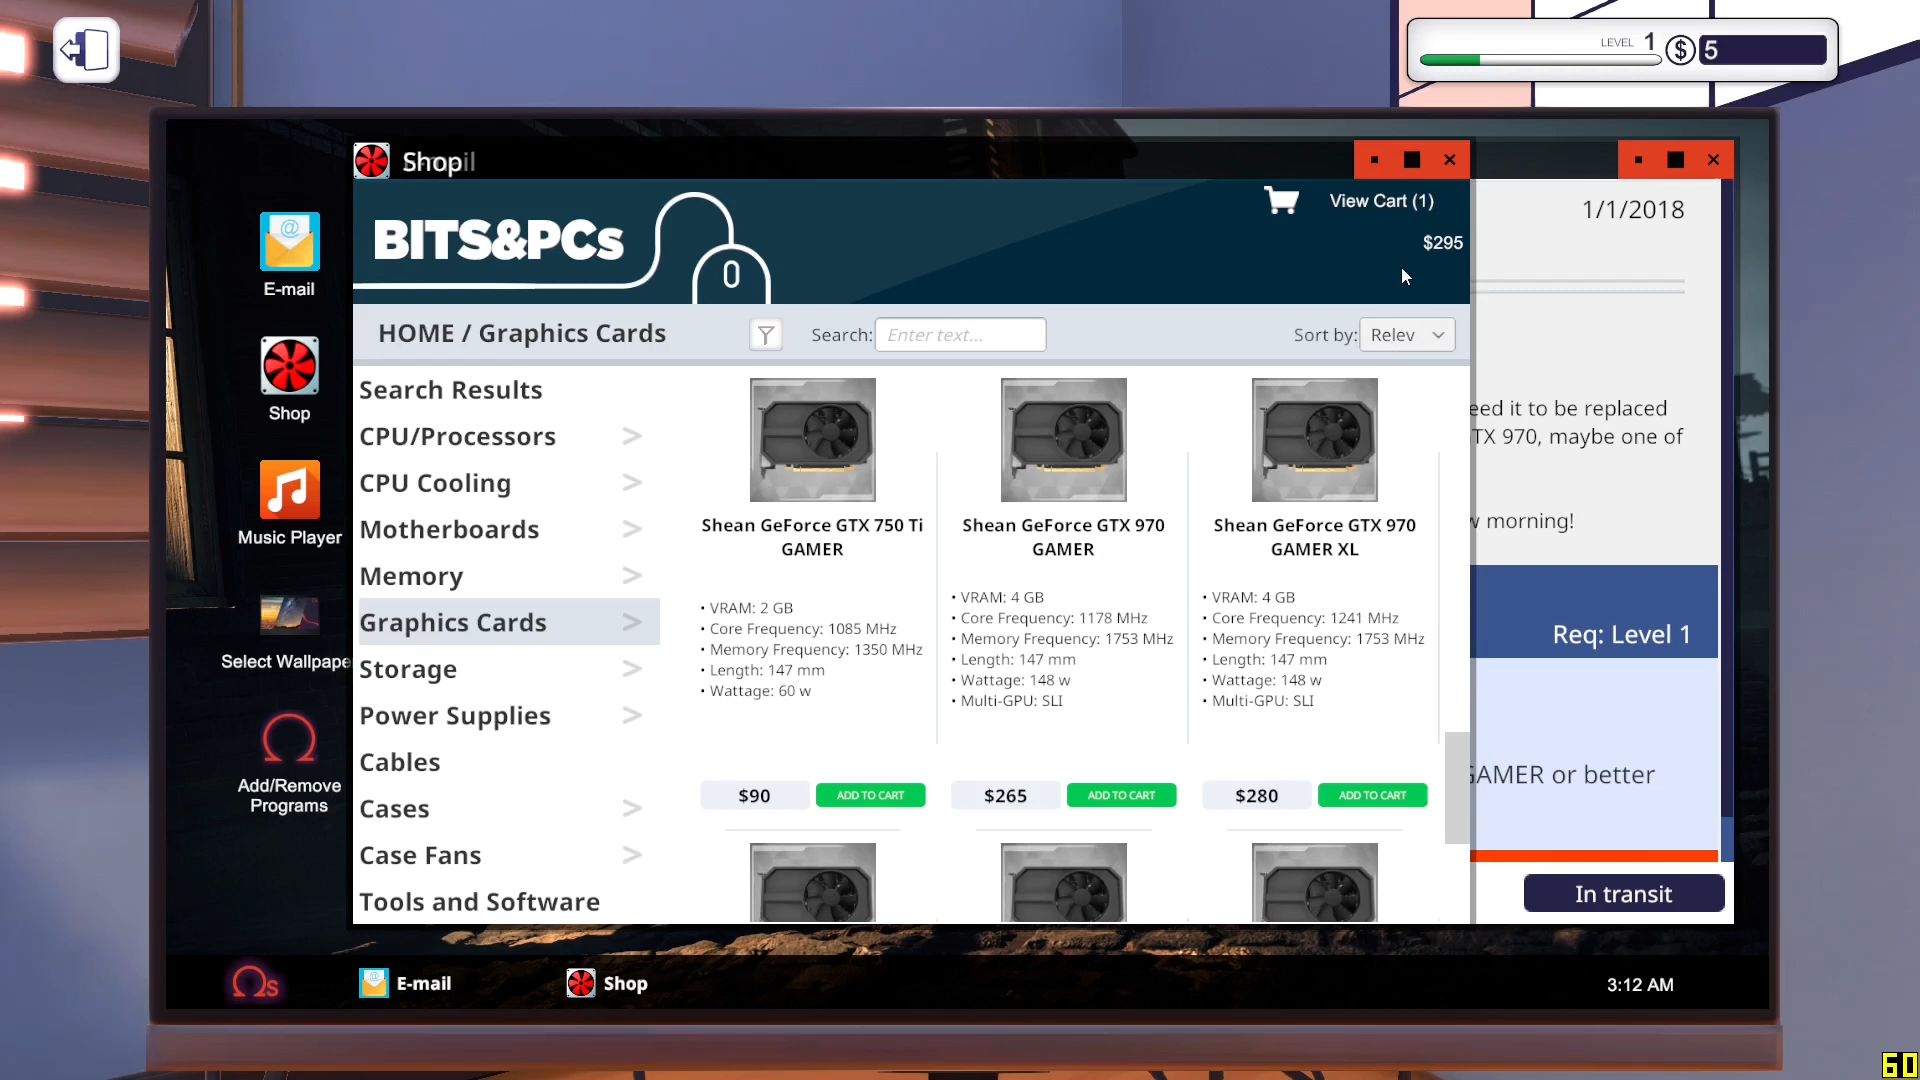 LEVEL 1
$ 5
Shop
View Cart (1)
$295
BITS&PCs
HOME / Graphics Cards
Search:
Enter text...
Sort by:
Relev
1/1/2018
E-mail
Shop
Music Player
Select Wallpape
Add/Remove
Programs
Search Results
CPU/Processors >
CPU Cooling >
Motherboards >
Memory >
Graphics Cards >
Storage >
Power Supplies >
Cables
Cases >
Case Fans >
Tools and Software
Shean GeForce GTX 750 Ti
GAMER
• VRAM: 2 GB
• Core Frequency: 1085 MHz
• Memory Frequency: 1350 MHz
• Length: 147 mm
• Wattage: 60 w
$90
ADD TO CART
Shean GeForce GTX 970
GAMER
• VRAM: 4 GB
• Core Frequency: 1178 MHz
• Memory Frequency: 1753 MHz
• Length: 147 mm
• Wattage: 148 w
• Multi-GPU: SLI
$265
ADD TO CART
Shean GeForce GTX 970
GAMER XL
• VRAM: 4 GB
• Core Frequency: 1241 MHz
• Memory Frequency: 1753 MHz
• Length: 147 mm
• Wattage: 148 w
• Multi-GPU: SLI
$280
ADD TO CART
eed it to be replaced
TX 970, maybe one of
w morning!
Req: Level 1
GAMER or better
In transit
Ωs
E-mail
Shop
3:12 AM
60